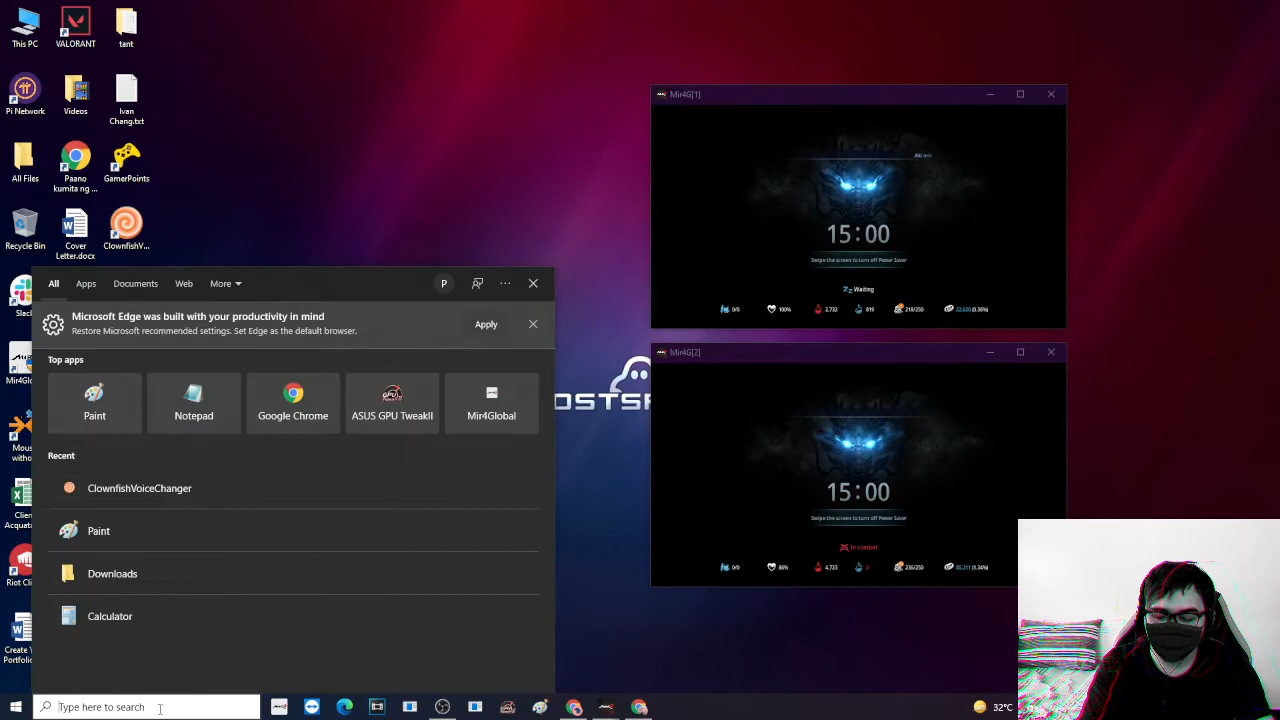 This PC
VALORANT
tant
Pi Network
Videos
Ivan
Chang.txt
All Files
Paano
kumita ng ...
GamerPoints
Recycle Bin
Cover
Letter.docx
ClownfishV...
All
Apps
Documents
Web
More
P
Microsoft Edge was built with your productivity in mind
Restore Microsoft recommended settings. Set Edge as the default browser.
Apply
Top apps
Paint
Notepad
Google Chrome
ASUS GPU TweakII
Mir4Global
Recent
ClownfishVoiceChanger
Paint
Downloads
Calculator
Type here to search
Mir4G[1]
15:00
Swipe the screen to turn off Power Saver
Waiting
0/0
100%
2,732
819
218/250
22,620 (0.36%)
Mir4G[2]
15:00
Swipe the screen to turn off Power Saver
In combat
0/0
86%
4,723
0
236/250
85,211 (1.34%)
32°C